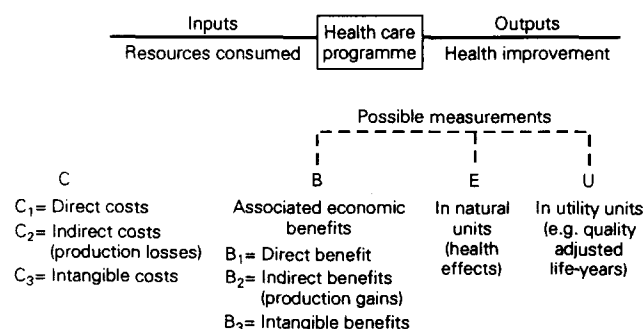 Inputs
Resources consumed
Health care
programme
Outputs
Health improvement
Possible measurements
C
C1= Direct costs
C2= Indirect costs
(production losses)
C3= Intangible costs
B
Associated economic
benefits
B1= Direct benefit
B2= Indirect benefits
(production gains)
B3= Intangible benefits
E
In natural
units
(health
effects)
U
In utility units
(e.g. quality
adjusted
life-years)